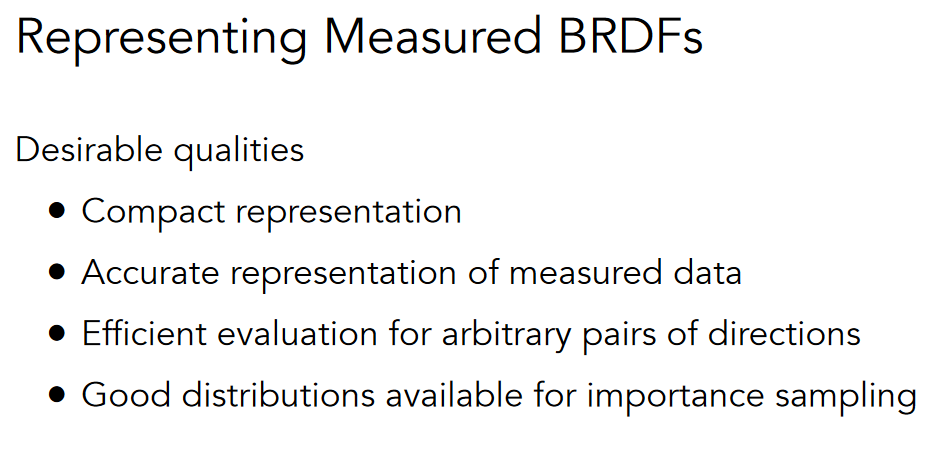 Representing Measured BRDFs
Desirable qualities
● Compact representation
● Accurate representation of measured data
● Efficient evaluation for arbitrary pairs of directions
● Good distributions available for importance sampling